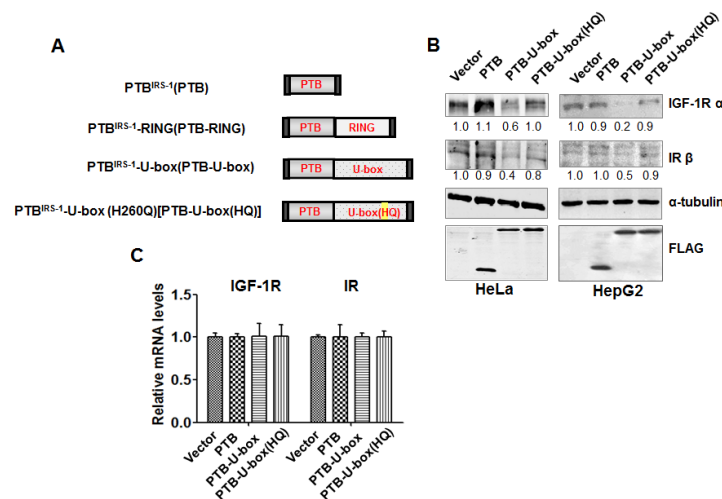 A
PTB^IRS-1(PTB)
PTB
PTB^IRS-1-RING(PTB-RING)
PTB RING
PTB^IRS-1-U-box(PTB-U-box)
PTB U-box
PTB^IRS-1-U-box (H260Q)[PTB-U-box(HQ)]
PTB U-box(HQ)
B
Vector PTB PTB-U-box PTB-U-box(HQ) Vector PTB PTB-U-box PTB-U-box(HQ)
IGF-1R α
1.0 1.1 0.6 1.0 1.0 0.9 0.2 0.9
IR β
1.0 0.9 0.4 0.8 1.0 1.0 0.5 0.9
α-tubulin
FLAG
HeLa HepG2
C
IGF-1R IR
Relative mRNA levels
1.5
1.0
0.5
0.0
Vector PTB PTB-U-box PTB-U-box(HQ) Vector PTB PTB-U-box PTB-U-box(HQ)